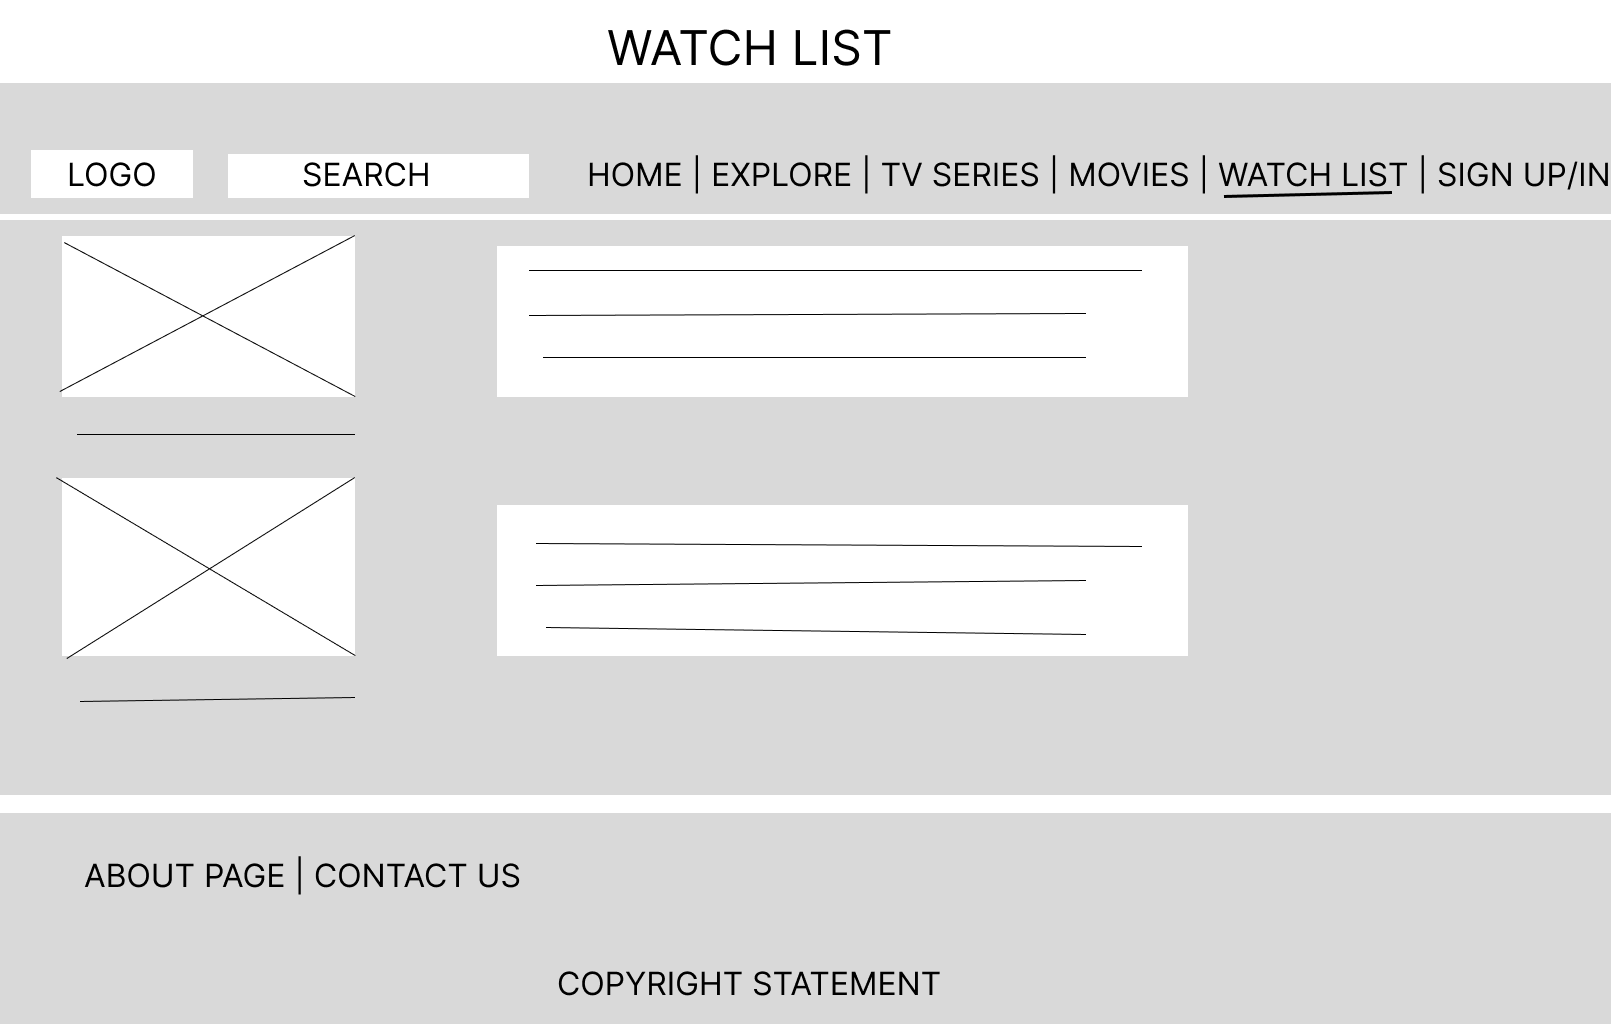 WATCH LIST
LOGO
SEARCH
HOME | EXPLORE | TV SERIES | MOVIES | WATCH LIST | SIGN UP/IN
ABOUT PAGE | CONTACT US
COPYRIGHT STATEMENT